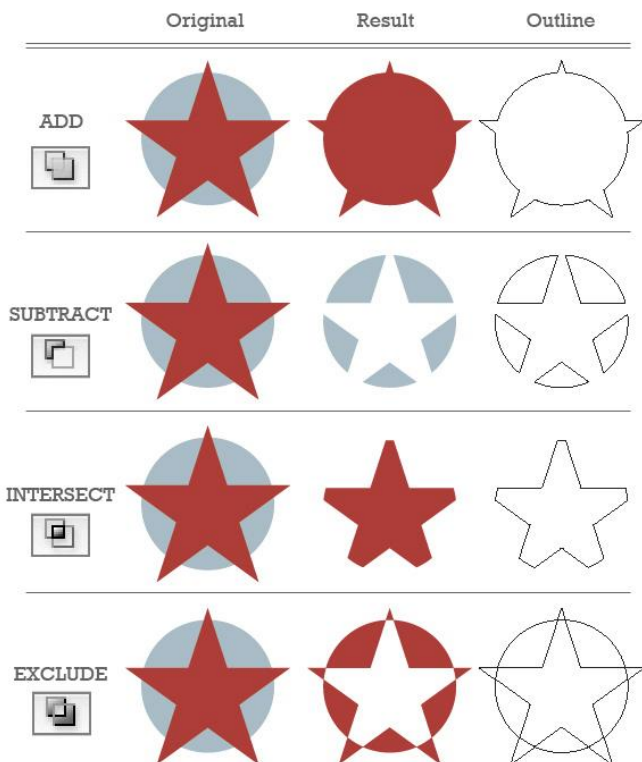 Original Result Outline
ADD
SUBTRACT
INTERSECT
EXCLUDE